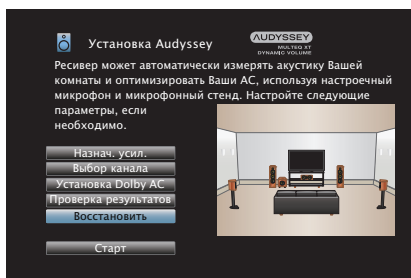 Установка Audyssey
AUDYSSEY
MULTEQ XT
DYNAMIC VOLUME
Ресивер может автоматически измерять акустику Вашей
комнаты и оптимизировать Ваши АС, используя настроечный
микрофон и микрофонный стенд. Настройте следующие
параметры, если
необходимо.
Назнач. усил.
Выбор канала
Установка Dolby АС
Проверка результатов
Восстановить
Старт